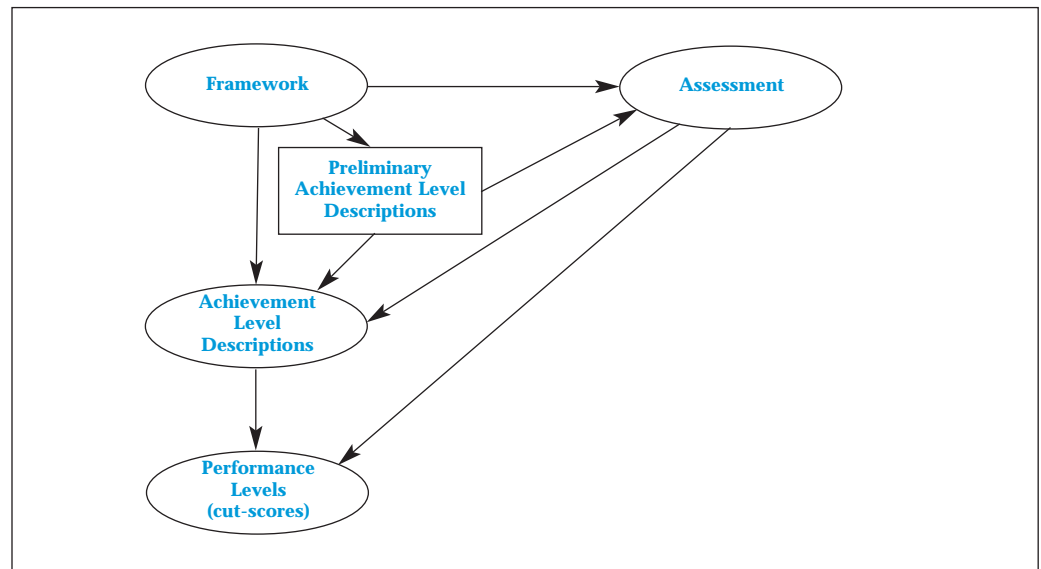 Framework
Assessment
Preliminary
Achievement Level
Descriptions
Achievement
Level
Descriptions
Performance
Levels
(cut-scores)